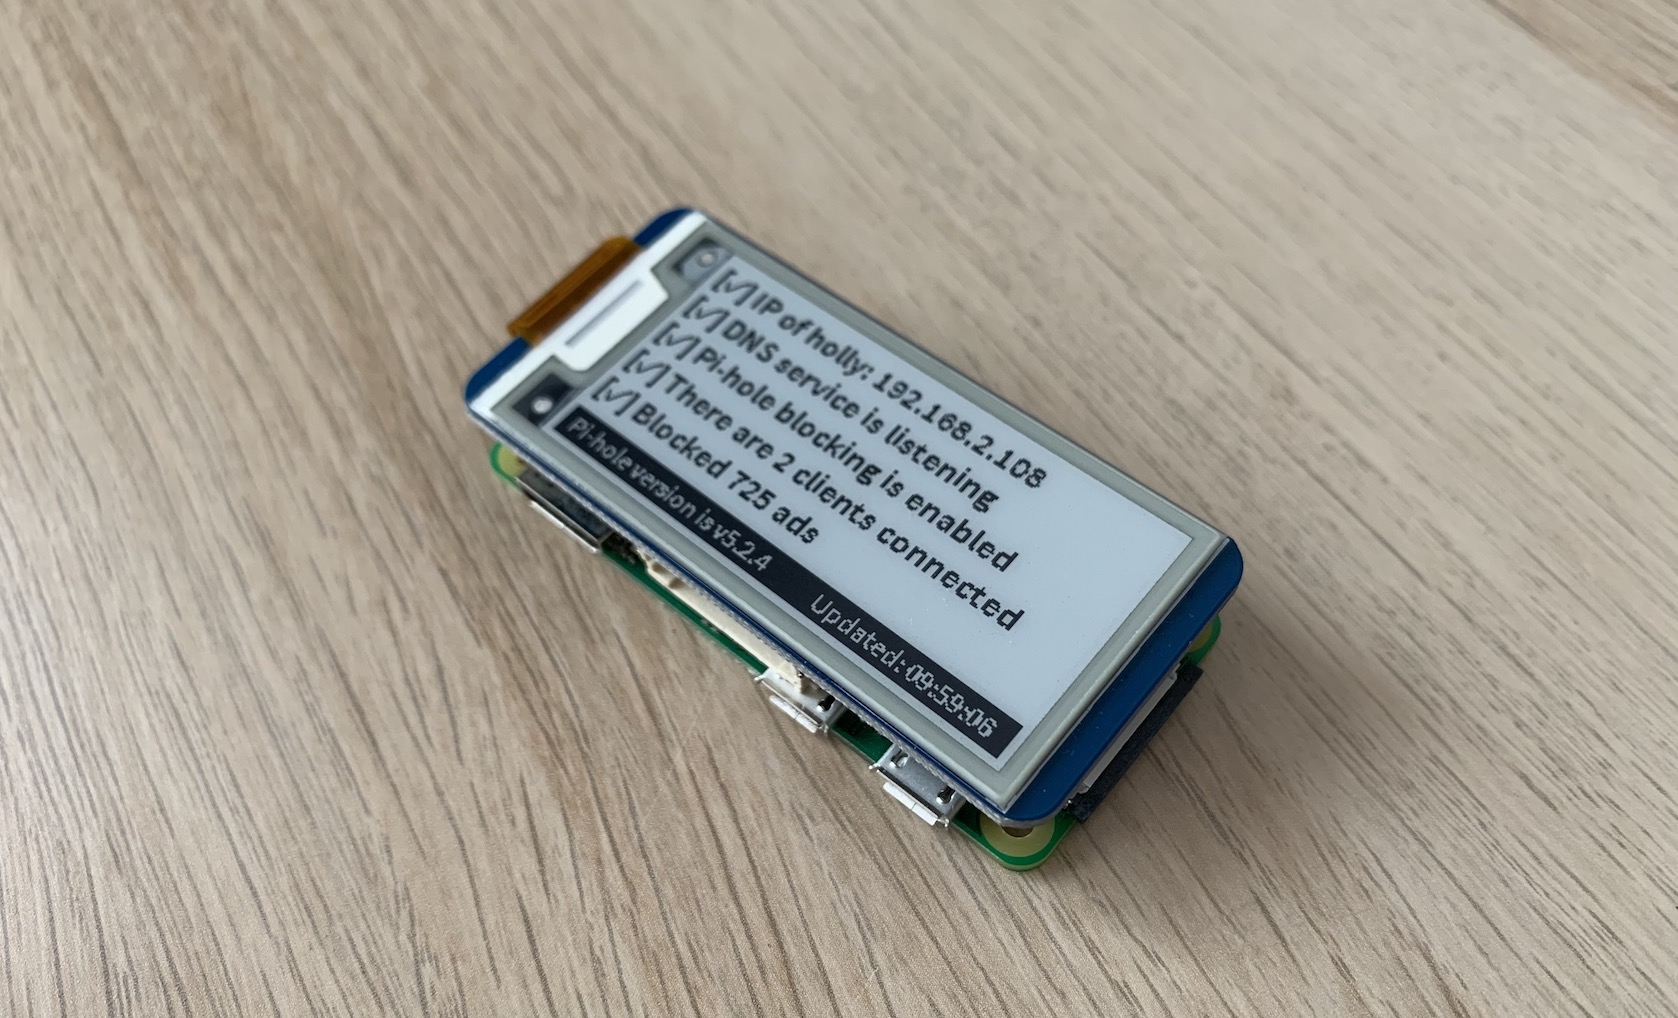 [✓] IP of holly: 192.168.2.108
[✓] DNS service is listening
[✓] Pi-hole blocking is enabled
[✓] There are 2 clients connected
[✓] Blocked 725 ads
Pi-hole version is v5.2.4 Updated: 09:59:06